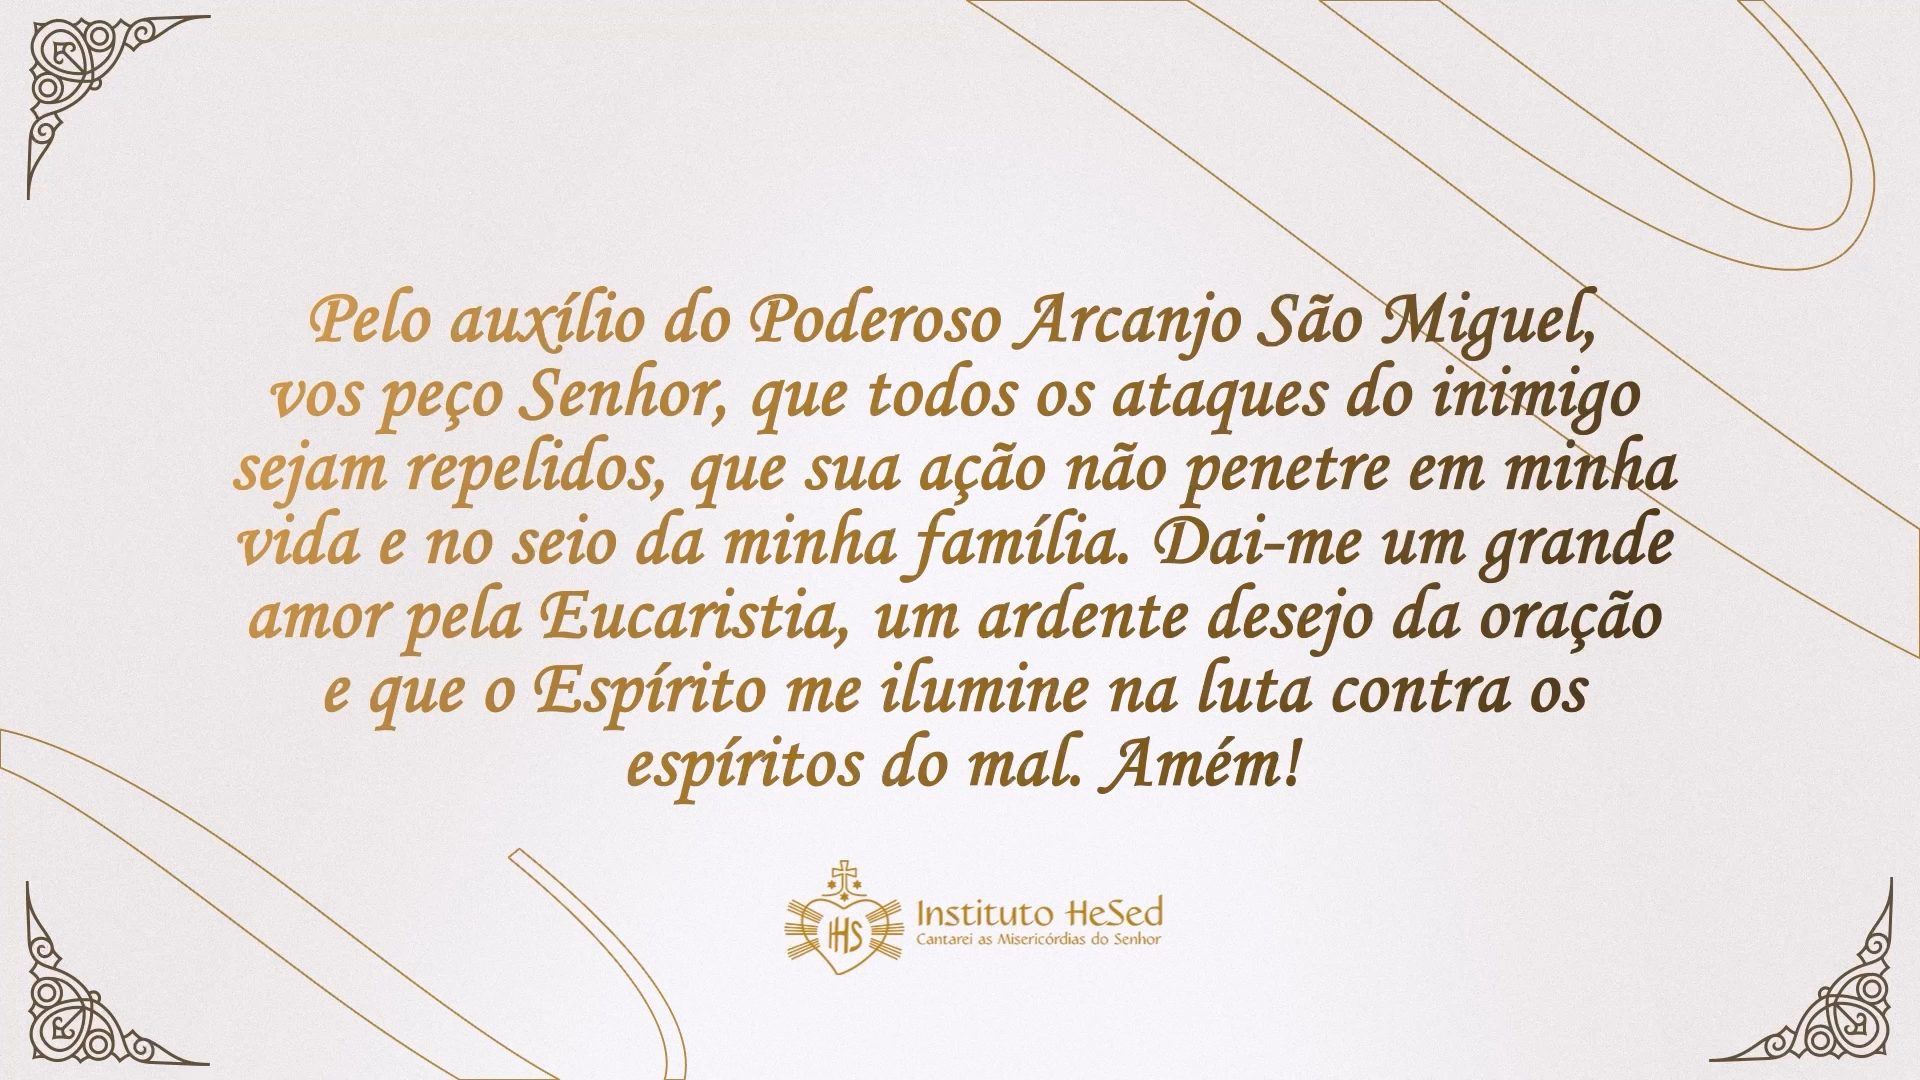 Pelo auxílio do Poderoso Arcanjo São Miguel,
vos peço Senhor, que todos os ataques do inimigo
sejam repelidos, que sua ação não penetre em minha
vida e no seio da minha família. Dai-me um grande
amor pela Eucaristia, um ardente desejo da oração
e que o Espírito me ilumine na luta contra os
espíritos do mal. Amém!
IHS
Instituto HeSed
Cantarei as Misericórdias do Senhor